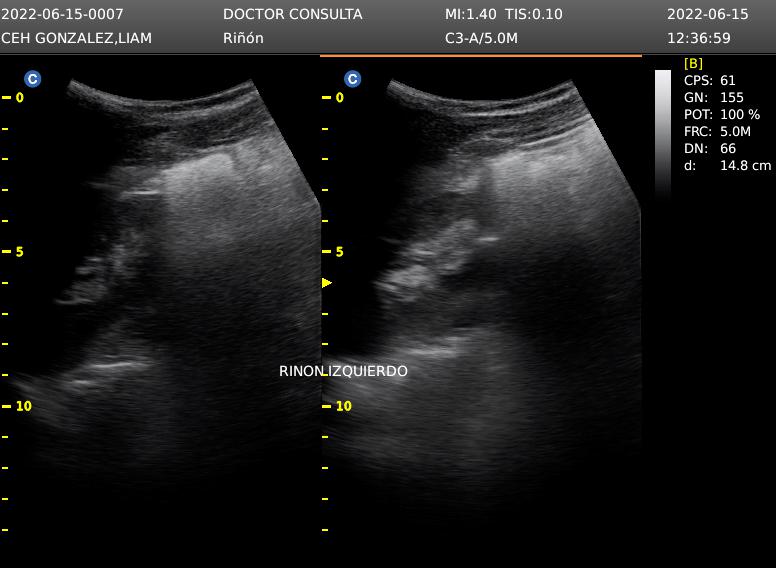 2022-06-15-0007 DOCTOR CONSULTA MI:1.40 TIS:0.10 2022-06-15
CEH GONZALEZ,LIAM Riñón C3-A/5.0M 12:36:59
C C [B]
0 0 CPS: 61
GN: 155
POT: 100 %
FRC: 5.0M
DN: 66
d: 14.8 cm
5 5
RINON IZQUIERDO
10 10